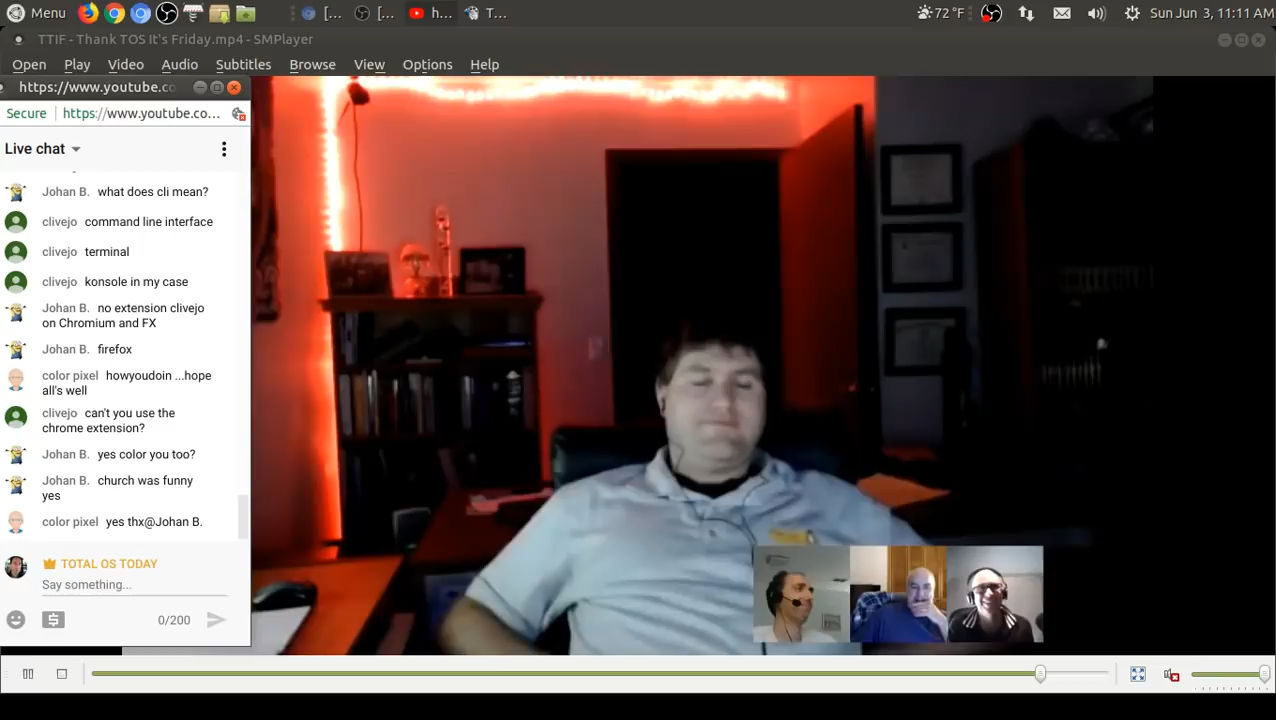 Menu [... [... h... T... 72 °F Sun Jun 3, 11:11 AM
TTIF - Thank TOS It's Friday.mp4 - SMPlayer
Open Play Video Audio Subtitles Browse View Options Help
https://www.youtube.co
Secure https://www.youtube.co...
Live chat
Johan B. what does cli mean?
clivejo command line interface
clivejo terminal
clivejo konsole in my case
Johan B. no extension clivejo
on Chromium and FX
Johan B. firefox
color pixel howyoudoin ...hope
all's well
clivejo can't you use the
chrome extension?
Johan B. yes color you too?
Johan B. church was funny
yes
color pixel yes thx@Johan B.
TOTAL OS TODAY
Say something...
0/200